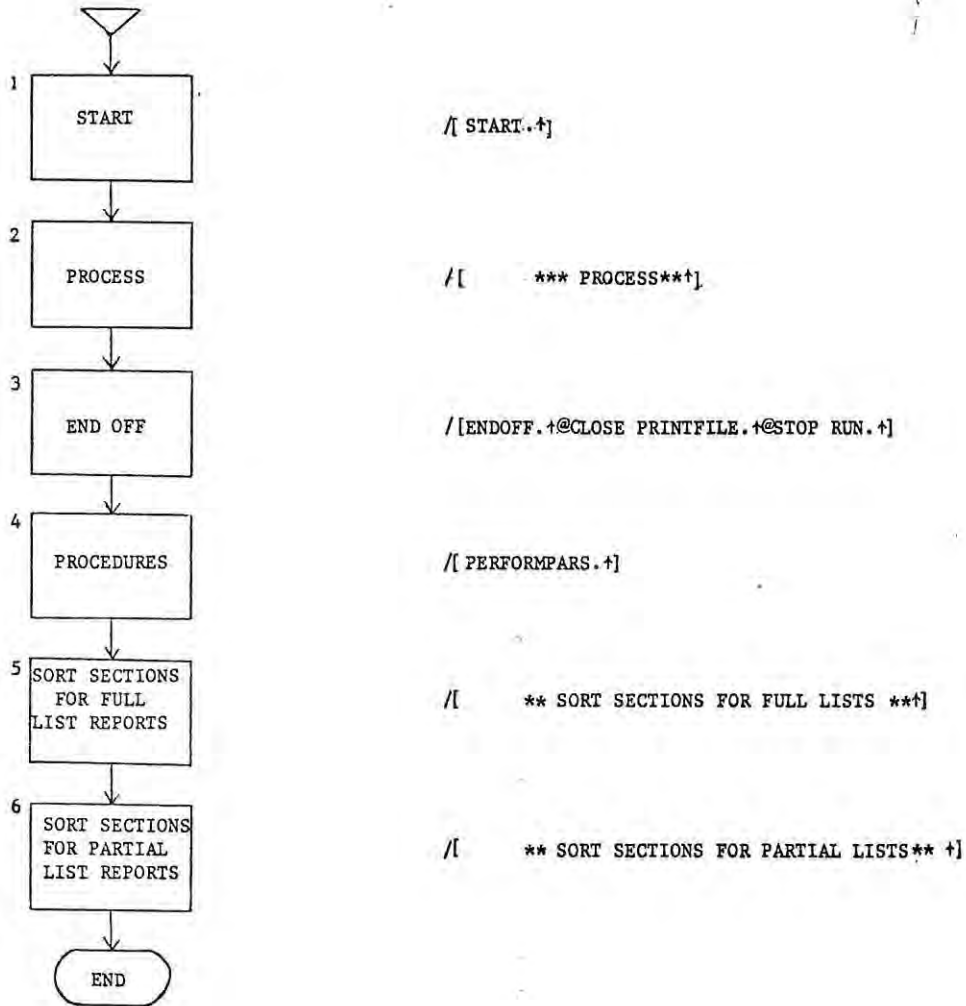 1
START
/[ START.↑]
2
PROCESS
/[ *** PROCESS**↑]
3
END OFF
/[ENDOFF.↑@CLOSE PRINTFILE.↑@STOP RUN.↑]
4
PROCEDURES
/[ PERFORMPARS.↑]
5
SORT SECTIONS
FOR FULL
LIST REPORTS
/[ ** SORT SECTIONS FOR FULL LISTS **↑]
6
SORT SECTIONS
FOR PARTIAL
LIST REPORTS
/[ ** SORT SECTIONS FOR PARTIAL LISTS** ↑]
END